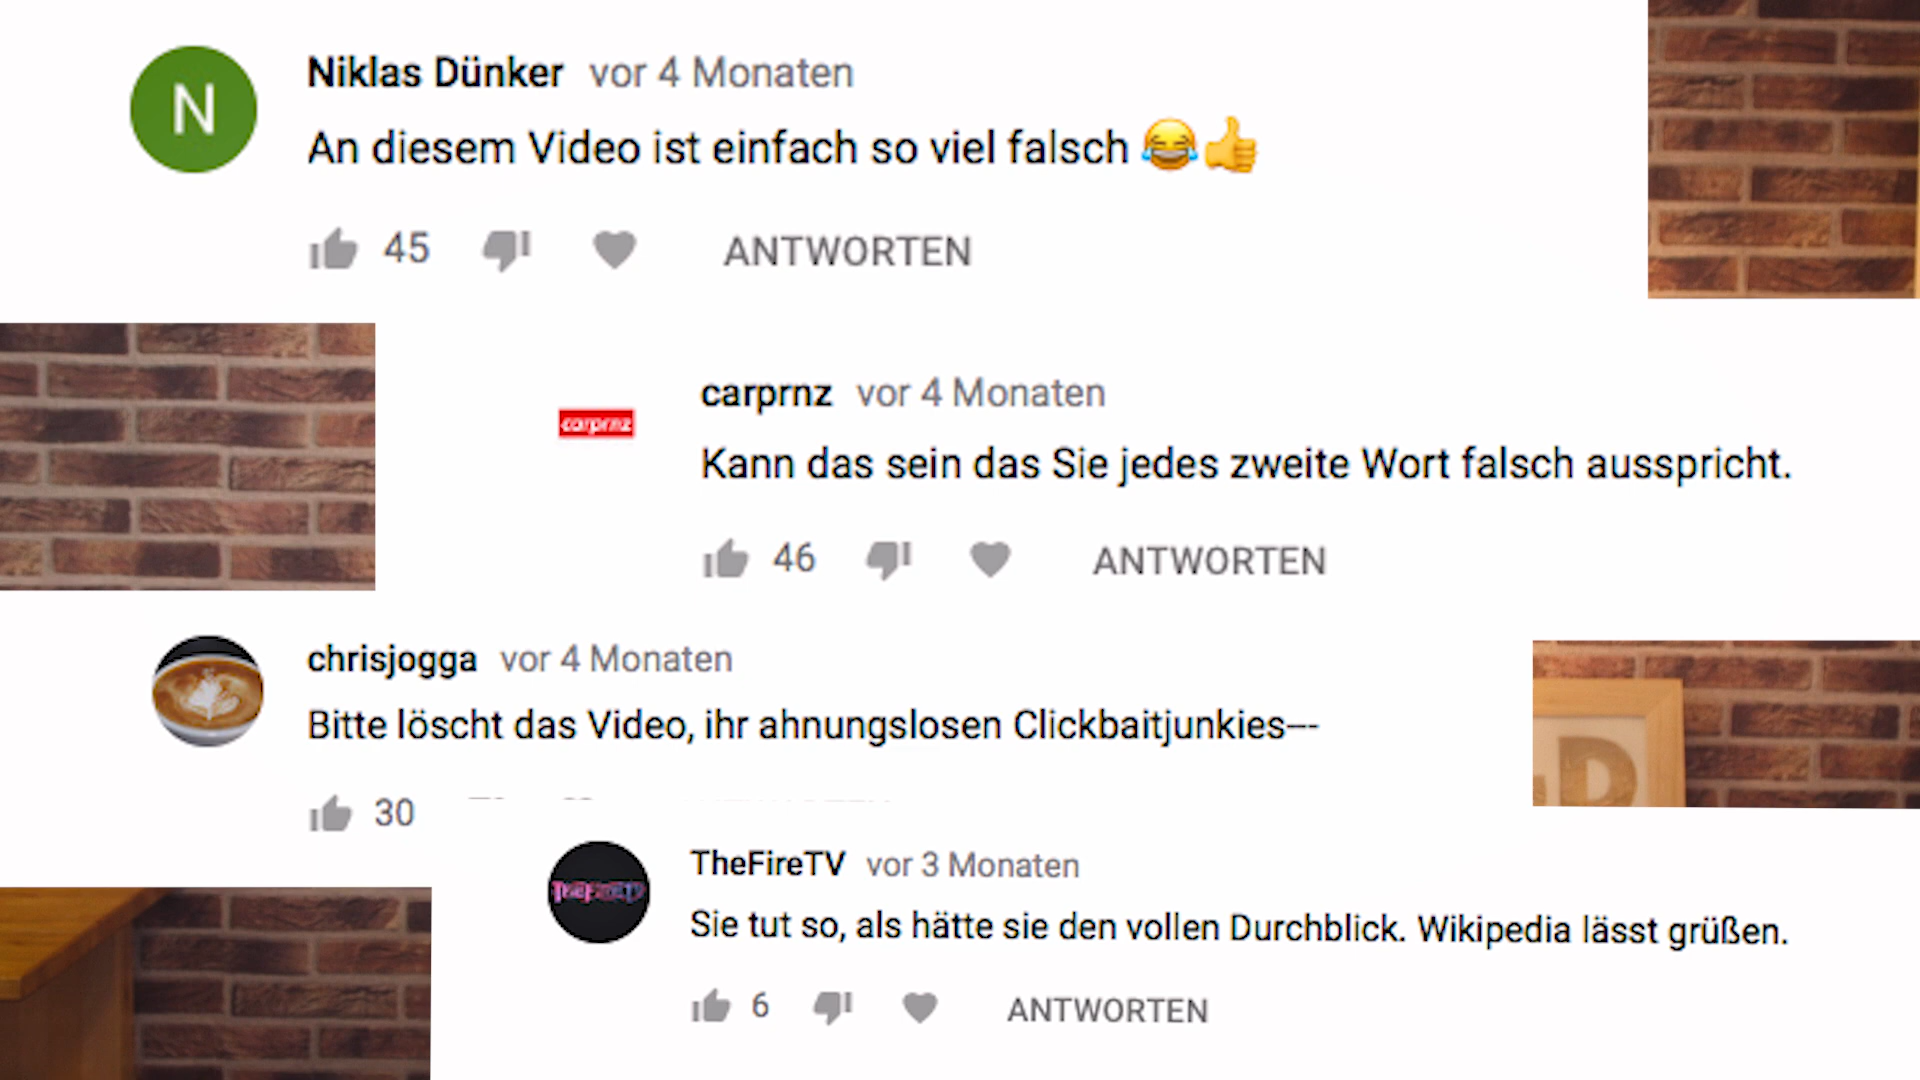 N
Niklas Dünker vor 4 Monaten
An diesem Video ist einfach so viel falsch 😂👍
45 ANTWORTEN
carprnz
carprnz vor 4 Monaten
Kann das sein das Sie jedes zweite Wort falsch ausspricht.
46 ANTWORTEN
chrisjogga vor 4 Monaten
Bitte löscht das Video, ihr ahnungslosen Clickbaitjunkies---
30
D
TheFireTV
TheFireTV vor 3 Monaten
Sie tut so, als hätte sie den vollen Durchblick. Wikipedia lässt grüßen.
6 ANTWORTEN